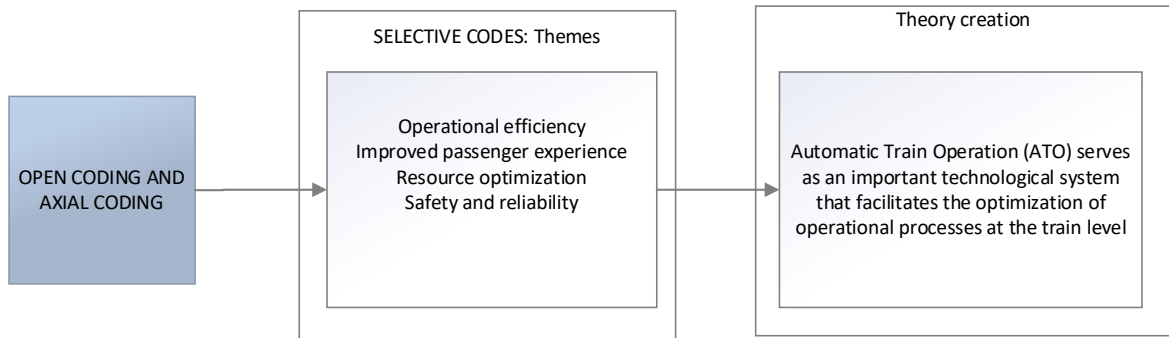 OPEN CODING AND
AXIAL CODING
SELECTIVE CODES: Themes
Operational efficiency
Improved passenger experience
Resource optimization
Safety and reliability
Theory creation
Automatic Train Operation (ATO) serves
as an important technological system
that facilitates the optimization of
operational processes at the train level